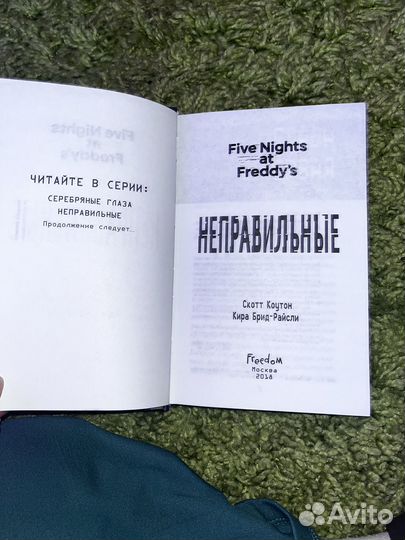 ЧИТАЙТЕ В СЕРИИ:
СЕРЕБРЯНЫЕ ГЛАЗА
НЕПРАВИЛЬНЫЕ
Продолжение следует...
Five Nights
at
Freddy's
НЕПРАВИЛЬНЫЕ
Скотт Коутон
Кира Брид-Райсли
Freedom
Москва
2018
Avito